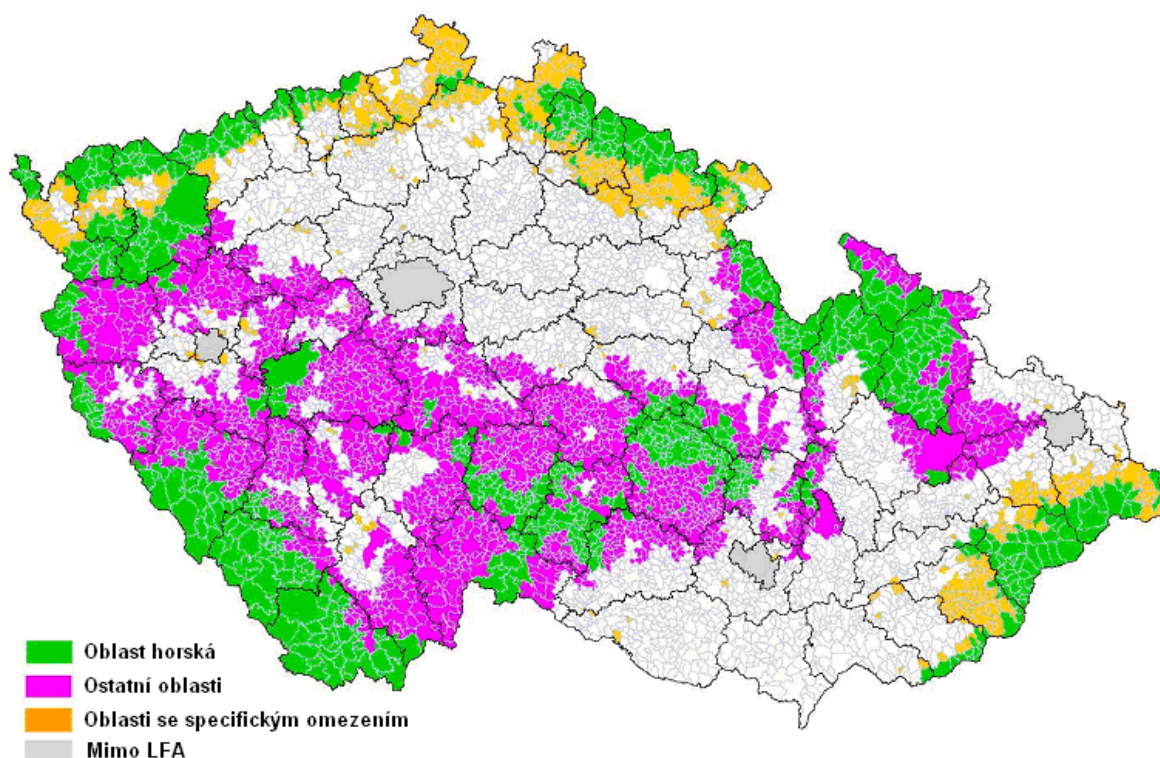 Oblast horská
Ostatní oblasti
Oblasti se specifickým omezením
Mimo LFA